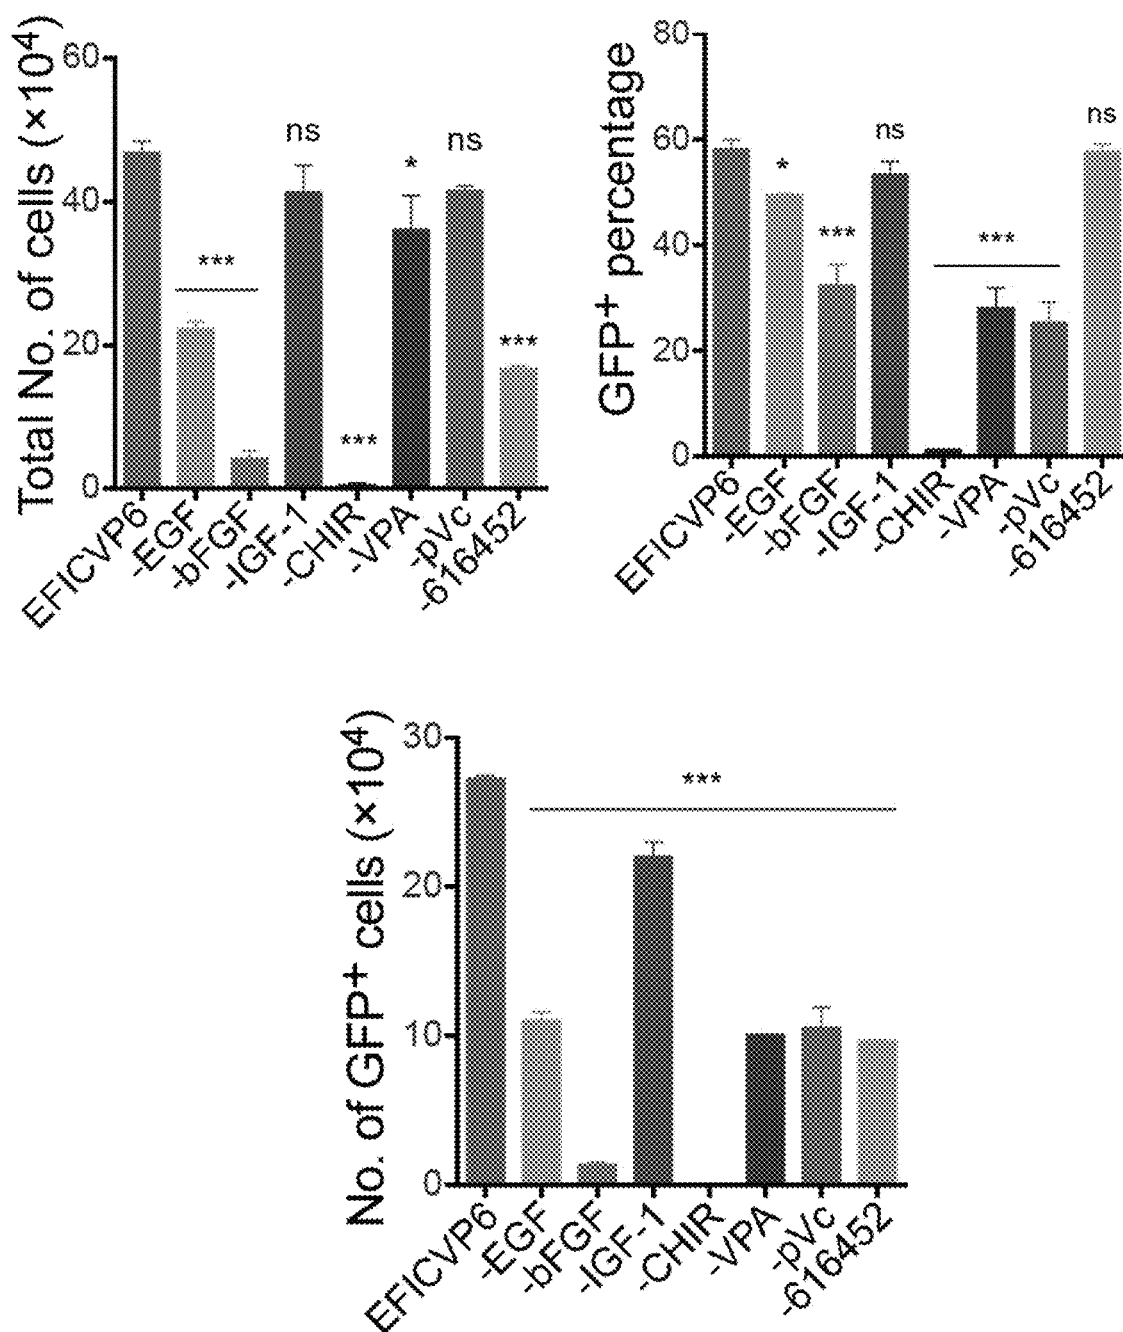 Total No. of cells (×10⁴)
60
40
20
0
***
ns
***
*
ns
***
EFICVP6
-EGF
-bFGF
-IGF-1
-CHIR
-VPA
-pVc
-616452
GFP⁺ percentage
80
60
40
20
0
*
***
ns
***
ns
EFICVP6
-EGF
-bFGF
-IGF-1
-CHIR
-VPA
-pVc
-616452
No. of GFP⁺ cells (×10⁴)
30
20
10
0
***
EFICVP6
-EGF
-bFGF
-IGF-1
-CHIR
-VPA
-pVc
-616452